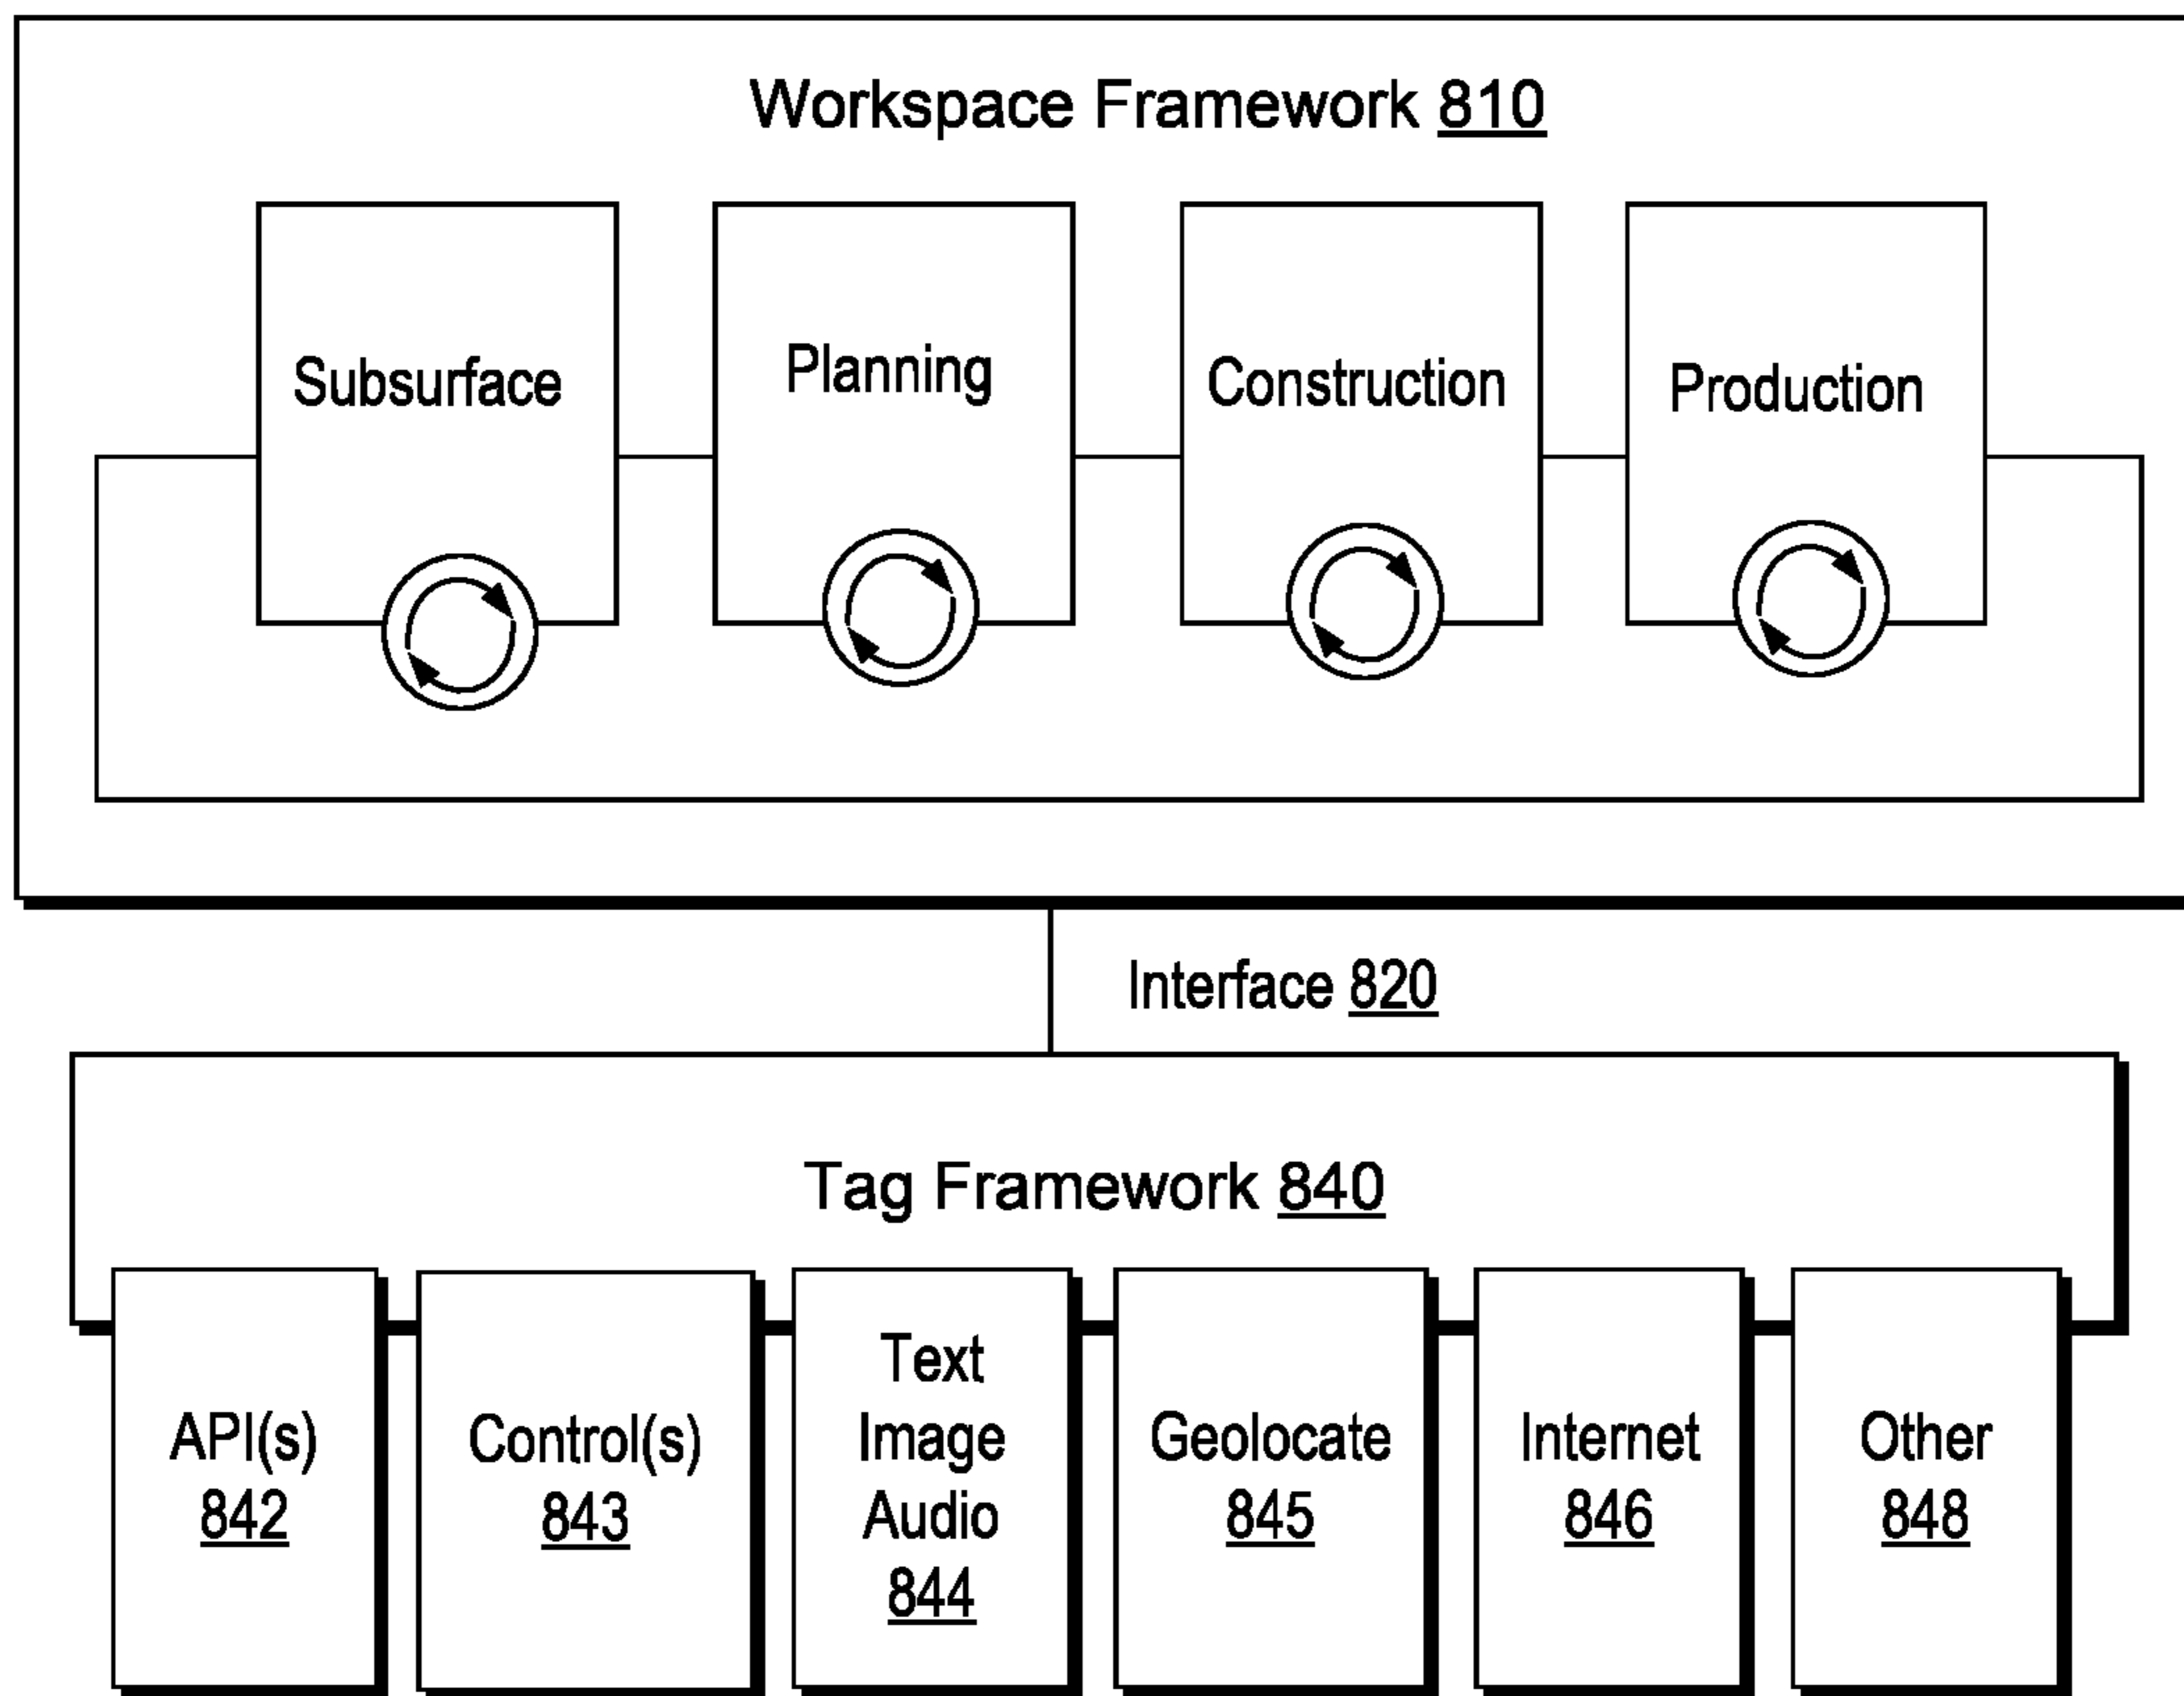 Workspace Framework 810
Subsurface
Planning
Construction
Production
Interface 820
Tag Framework 840
API(s)
842
Control(s)
843
Text
Image
Audio
844
Geolocate
845
Internet
846
Other
848